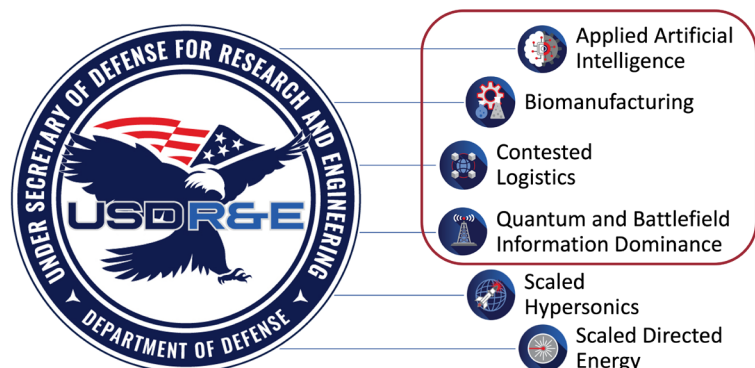 UNDER SECRETARY OF DEFENSE FOR RESEARCH AND ENGINEERING
USDR&E
DEPARTMENT OF DEFENSE
Applied Artificial
Intelligence
Biomanufacturing
Contested
Logistics
Quantum and Battlefield
Information Dominance
Scaled
Hypersonics
Scaled Directed
Energy